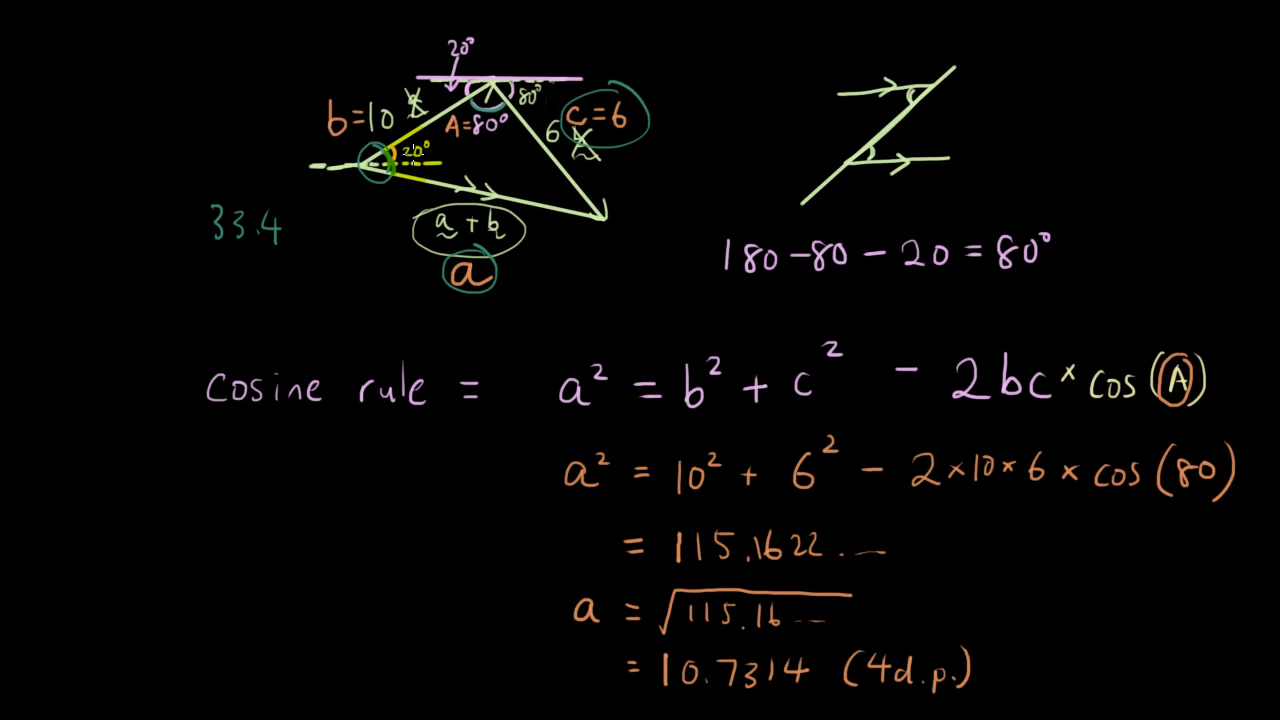 20°
b=10
80°
A=80°
6
c=6
20°
33.4
a + b
a
180-80-20=80°
cosine rule = a² = b² + c² - 2bc × cos(A)
a² = 10² + 6² - 2×10×6 × cos(80)
= 115.1622...
a = √115.16...
= 10.7314 (4d.p.)